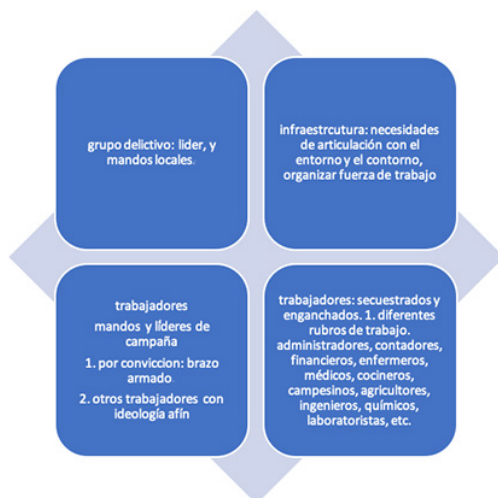 grupo delictivo: lider, y
mandos locales.
infraestrcutura: necesidades
de articulación con el
entorno y el contorno,
organizar fuerza de trabajo
trabajadores
mandos y líderes de
campaña
1. por conviccion: brazo
armado
2. otros trabajadores con
ideología afín
trabajadores: secuestrados y
enganchados. 1. diferentes
rubros de trabajo.
administradores, contadores,
financieros, enfermeros,
médicos, cocineros,
campesinos, agricultores,
ingenieros, químicos,
laboratoristas, etc.